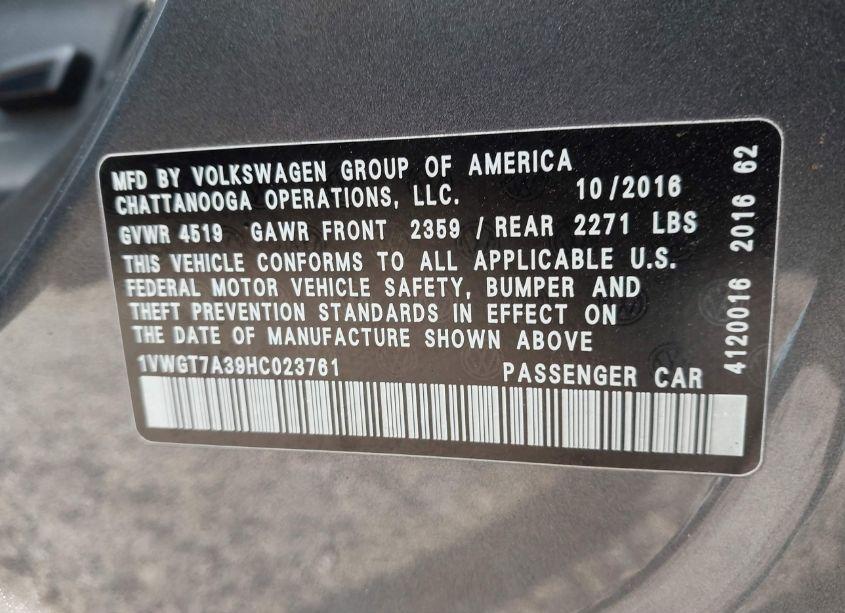 MFD BY VOLKSWAGEN GROUP OF AMERICA
CHATTANOOGA OPERATIONS, LLC. 10/2016
GVWR 4519 GAWR FRONT 2359 / REAR 2271 LBS
THIS VEHICLE CONFORMS TO ALL APPLICABLE U.S.
FEDERAL MOTOR VEHICLE SAFETY, BUMPER AND
THEFT PREVENTION STANDARDS IN EFFECT ON
THE DATE OF MANUFACTURE SHOWN ABOVE
1VWGT7A39HC023761 PASSENGER CAR
4120016 2016 62